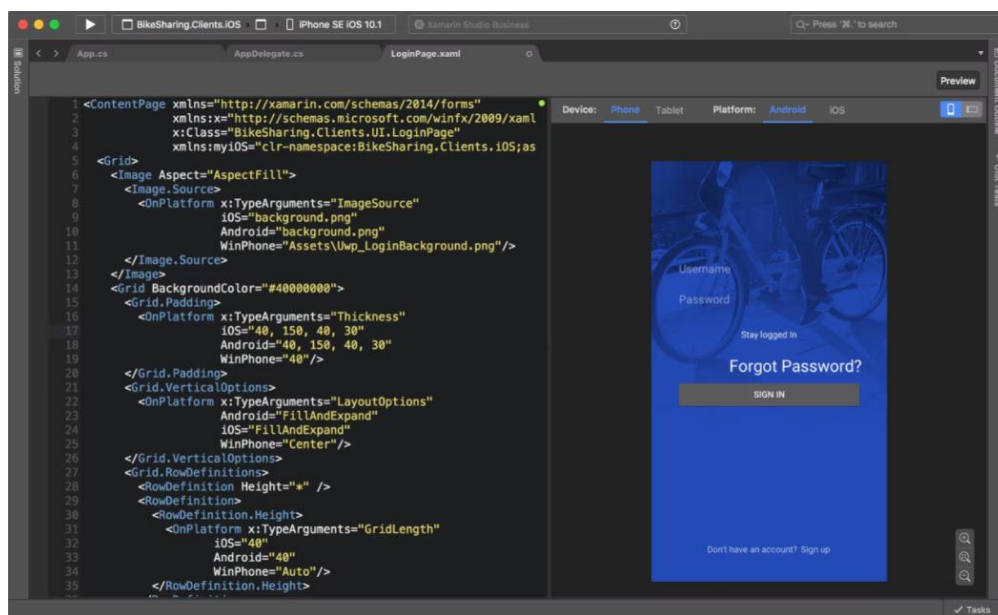 BikeSharing.Clients.iOS
iPhone SE iOS 10.1
Xamarin Studio Business
Press '⌘.' to search
Solution
App.cs
AppDelegate.cs
LoginPage.xaml
Preview
1 <ContentPage xmlns="http://xamarin.com/schemas/2014/forms"
2 xmlns:x="http://schemas.microsoft.com/winfx/2009/xaml
3 x:Class="BikeSharing.Clients.UI.LoginPage"
4 xmlns:myiOS="clr-namespace:BikeSharing.Clients.iOS;as
5 <Grid>
6 <Image Aspect="AspectFill">
7 <Image.Source>
8 <OnPlatform x:TypeArguments="ImageSource"
9 iOS="background.png"
10 Android="background.png"
11 WinPhone="Assets\Uwp_LoginBackground.png"/>
12 </Image.Source>
13 </Image>
14 <Grid BackgroundColor="#40000000">
15 <Grid.Padding>
16 <OnPlatform x:TypeArguments="Thickness"
17 iOS="40, 150, 40, 30"
18 Android="40, 150, 40, 30"
19 WinPhone="40"/>
20 </Grid.Padding>
21 <Grid.VerticalOptions>
22 <OnPlatform x:TypeArguments="LayoutOptions"
23 Android="FillAndExpand"
24 iOS="FillAndExpand"
25 WinPhone="Center"/>
26 </Grid.VerticalOptions>
27 <Grid.RowDefinitions>
28 <RowDefinition Height="*" />
29 <RowDefinition>
30 <RowDefinition.Height>
31 <OnPlatform x:TypeArguments="GridLength"
32 iOS="40"
33 Android="40"
34 WinPhone="Auto"/>
35 </RowDefinition.Height>
Device: Phone Tablet Platform: Android iOS
Username
Password
Stay logged In
Forgot Password?
SIGN IN
Don't have an account? Sign up
Tasks